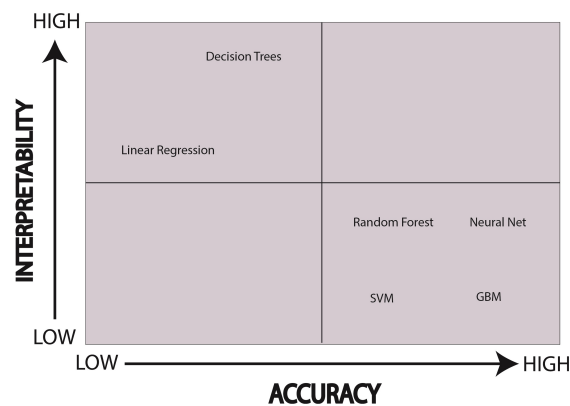 HIGH
Decision Trees
Linear Regression
INTERPRETABILITY
Random Forest Neural Net
SVM GBM
LOW
LOW HIGH
ACCURACY